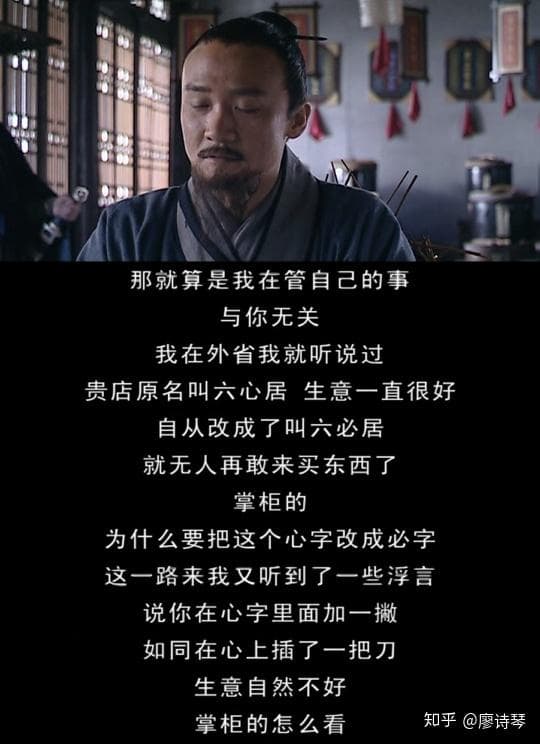 那就算是我在管自己的事
与你无关
我在外省我就听说过
贵店原名叫六心居 生意一直很好
自从改成了叫六必居
就无人再敢来买东西了
掌柜的
为什么要把这个心字改成必字
这一路来我又听到了一些浮言
说你在心字里面加一撇
如同在心上插了一把刀
生意自然不好
掌柜的怎么看
知乎 @廖诗琴